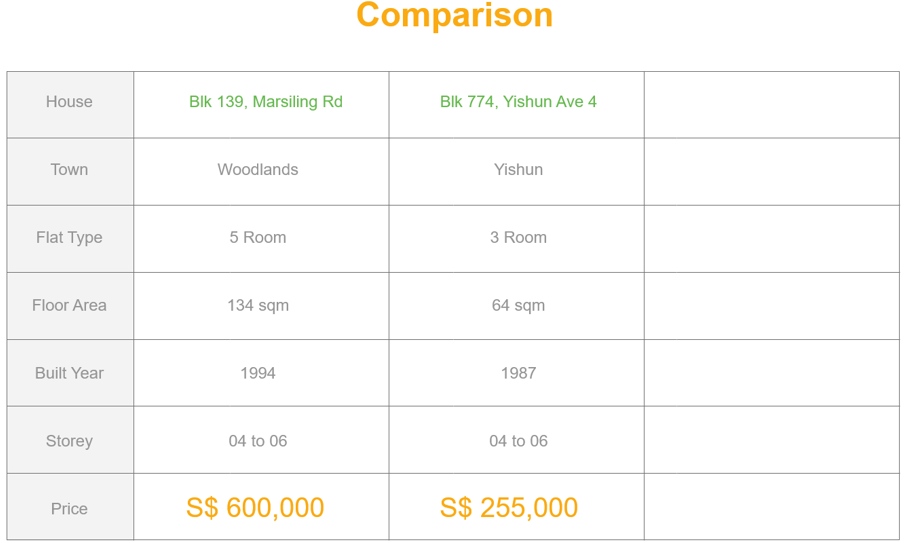 Comparison
House Blk 139, Marsiling Rd Blk 774, Yishun Ave 4
Town Woodlands Yishun
Flat Type 5 Room 3 Room
Floor Area 134 sqm 64 sqm
Built Year 1994 1987
Storey 04 to 06 04 to 06
Price S$ 600,000 S$ 255,000